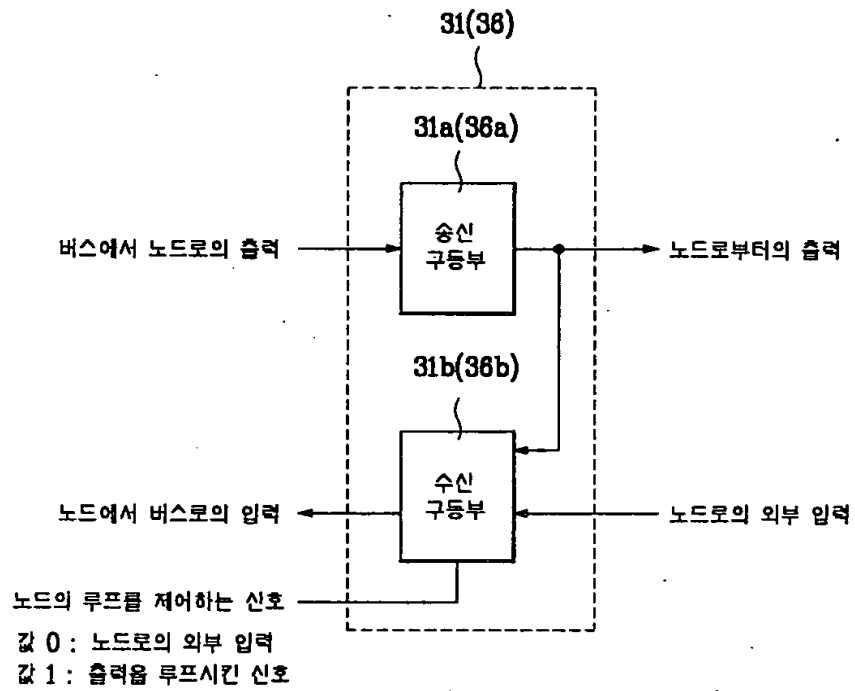 31(36)
31a(36a)
송신
구동부
버스에서 노드로의 출력
노드로부터의 출력
31b(36b)
수신
구동부
노드에서 버스로의 입력
노드로의 외부 입력
노드의 루프를 제어하는 신호
값 0 : 노드로의 외부 입력
값 1 : 출력을 루프시킨 신호